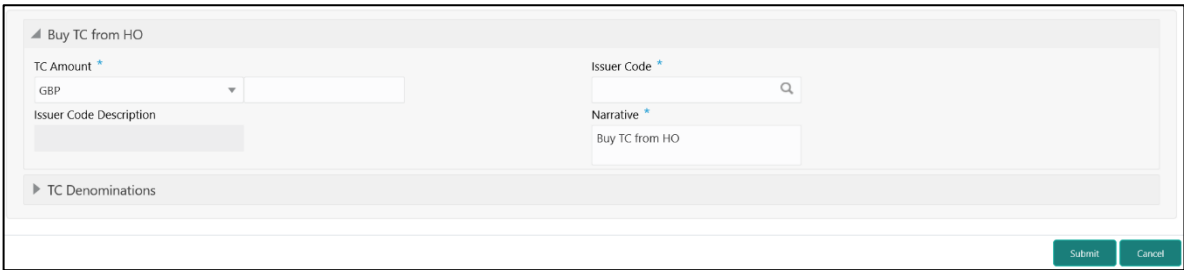 Buy TC from HO
TC Amount *
Issuer Code *
GBP
Issuer Code Description
Narrative *
Buy TC from HO
TC Denominations
Submit
Cancel